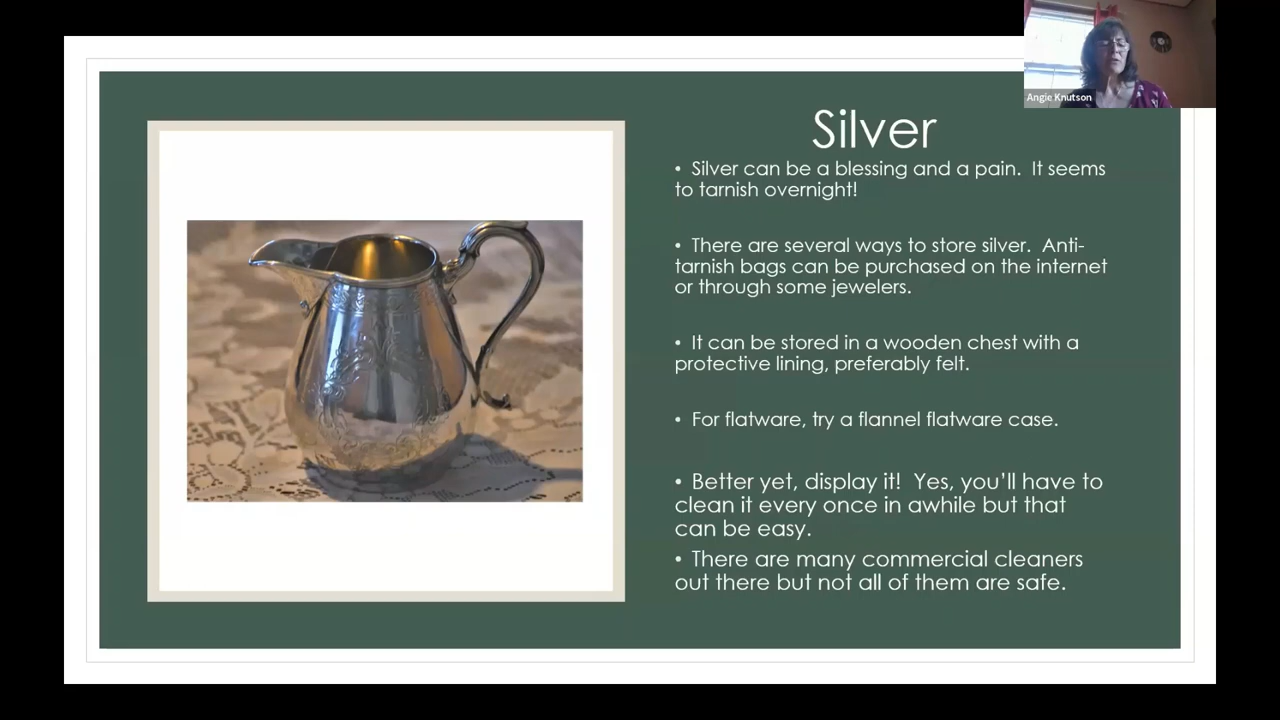 Angie Knutson
Silver
• Silver can be a blessing and a pain.  It seems
to tarnish overnight!
• There are several ways to store silver.  Anti-
tarnish bags can be purchased on the internet
or through some jewelers.
• It can be stored in a wooden chest with a
protective lining, preferably felt.
• For flatware, try a flannel flatware case.
• Better yet, display it!  Yes, you’ll have to
clean it every once in awhile but that
can be easy.
• There are many commercial cleaners
out there but not all of them are safe.